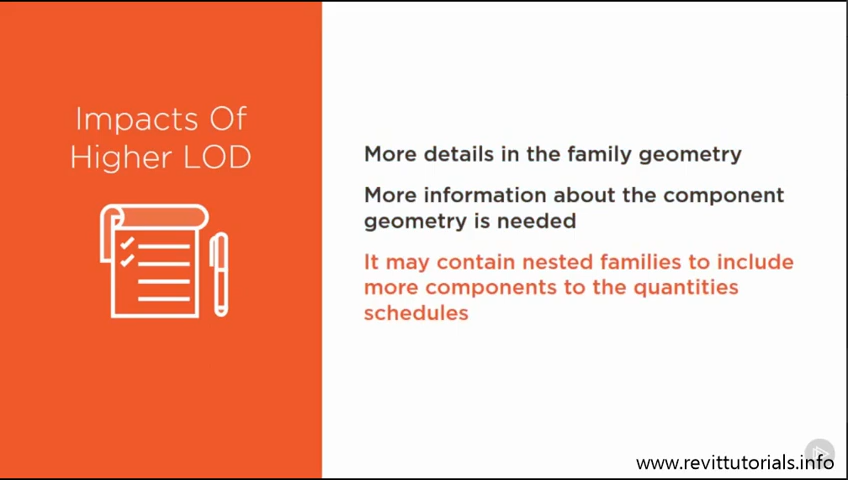 Impacts Of
Higher LOD
More details in the family geometry
More information about the component
geometry is needed
It may contain nested families to include
more components to the quantities
schedules
www.revittutorials.info